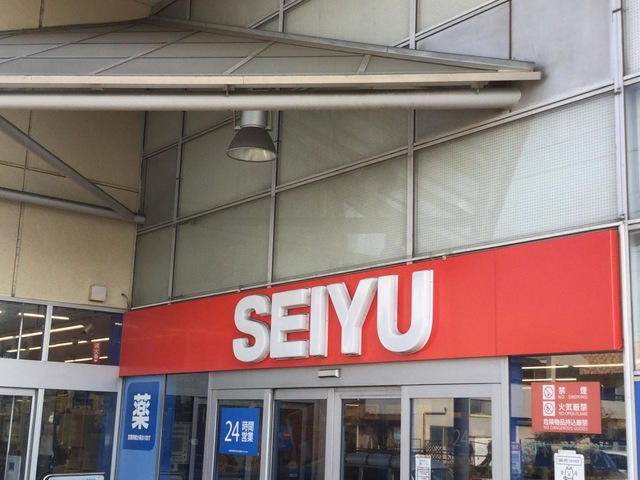 SEIYU
薬
24時間
営業
禁煙
NO SMOKING
火気厳禁
NO OPEN FLAME
危険物品持込厳禁
NO DANGEROUS GOODS
24